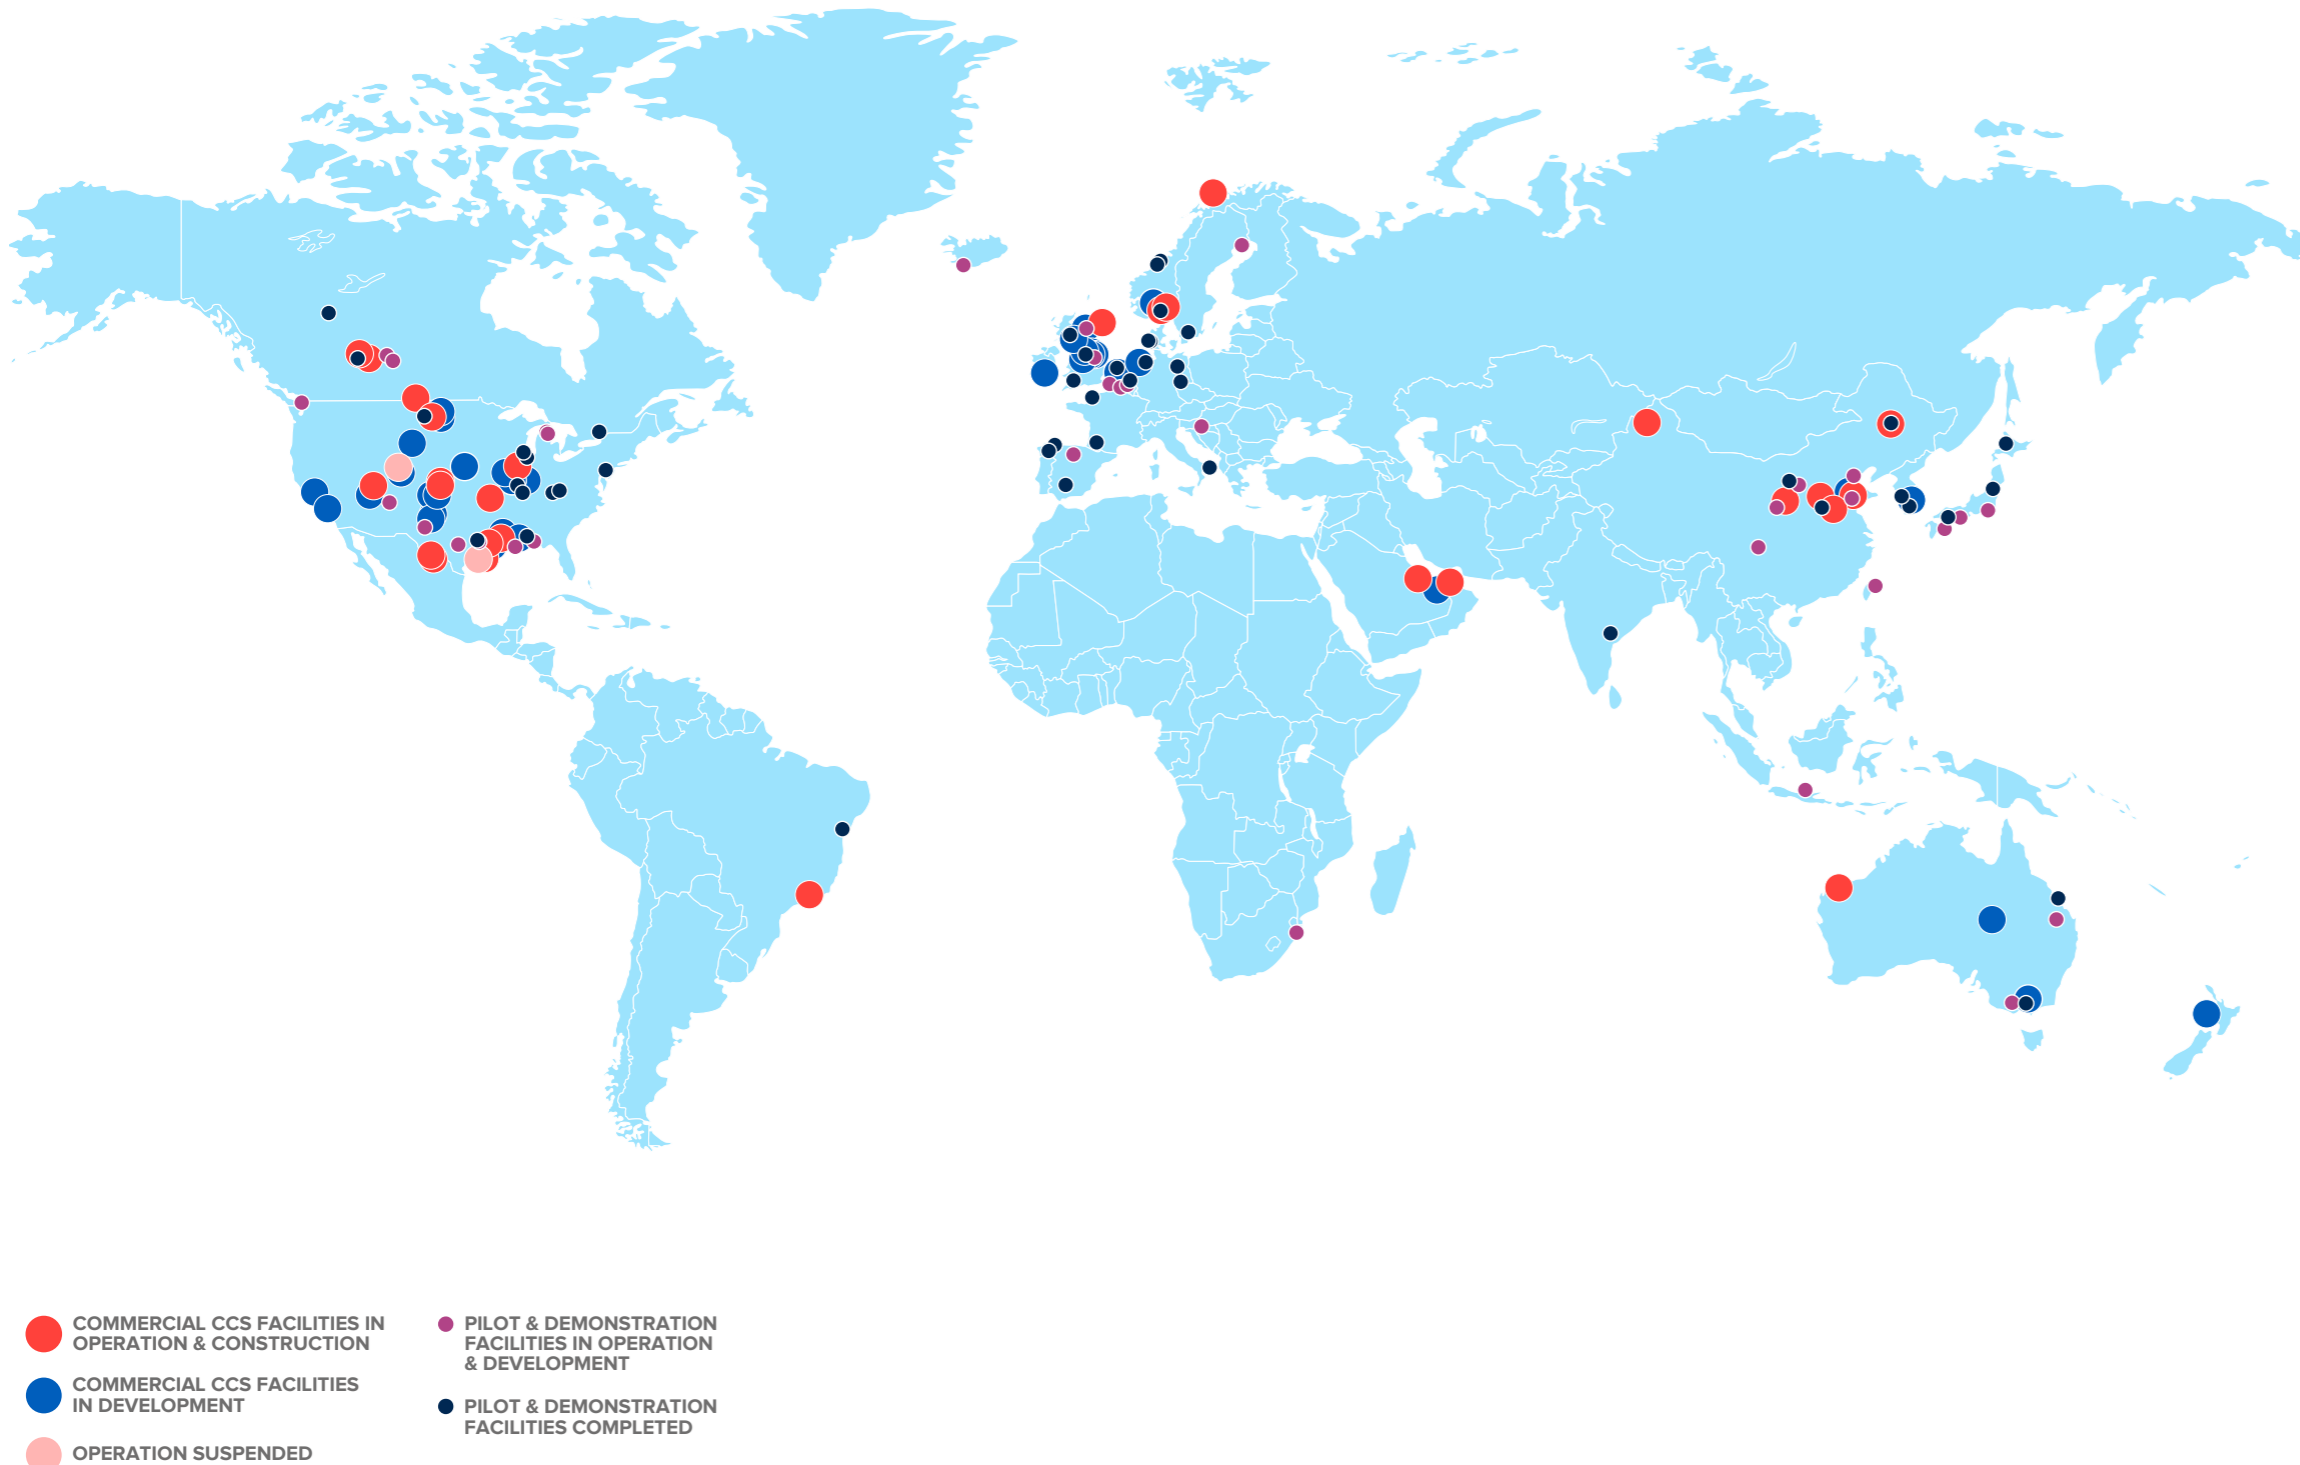 COMMERCIAL CCS FACILITIES IN
OPERATION & CONSTRUCTION
COMMERCIAL CCS FACILITIES
IN DEVELOPMENT
OPERATION SUSPENDED
PILOT & DEMONSTRATION
FACILITIES IN OPERATION
& DEVELOPMENT
PILOT & DEMONSTRATION
FACILITIES COMPLETED